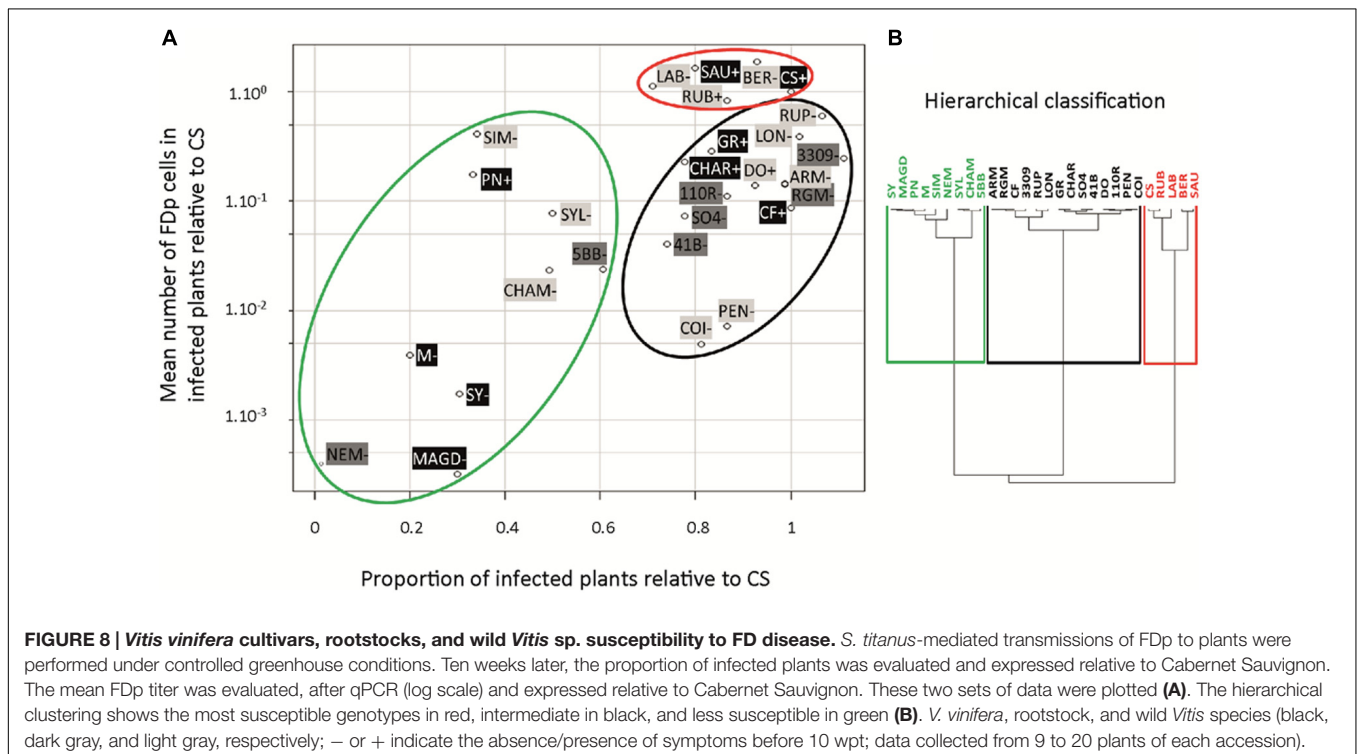 A
B
Mean number of FDp cells in
infected plants relative to CS
1.10⁰
1.10⁻¹
1.10⁻²
1.10⁻³
LAB-
SAU+
BER-
CS+
RUB+
RUP-
LON-
GR+
3309-
CHAR+
DO+
ARM-
110R-
RGM-
SO4-
CF+
41B-
PEN-
COI-
SIM-
PN+
SYL-
5BB-
CHAM-
M-
SY-
NEM-
MAGD-
0 0.2 0.4 0.6 0.8 1
Proportion of infected plants relative to CS
Hierarchical classification
SY
MAGD
PN
M
SIM
NEM
SYL
CHAM
5BB
ARM
RGM
CF
3309
RUP
LON
GR
CHAR
SO4
41B
DO
110R
PEN
COI
CS
RUB
LAB
BER
SAU
FIGURE 8 | Vitis vinifera cultivars, rootstocks, and wild Vitis sp. susceptibility to FD disease. S. titanus-mediated transmissions of FDp to plants were
performed under controlled greenhouse conditions. Ten weeks later, the proportion of infected plants was evaluated and expressed relative to Cabernet Sauvignon.
The mean FDp titer was evaluated, after qPCR (log scale) and expressed relative to Cabernet Sauvignon. These two sets of data were plotted (A). The hierarchical
clustering shows the most susceptible genotypes in red, intermediate in black, and less susceptible in green (B). V. vinifera, rootstock, and wild Vitis species (black,
dark gray, and light gray, respectively; − or + indicate the absence/presence of symptoms before 10 wpt; data collected from 9 to 20 plants of each accession).